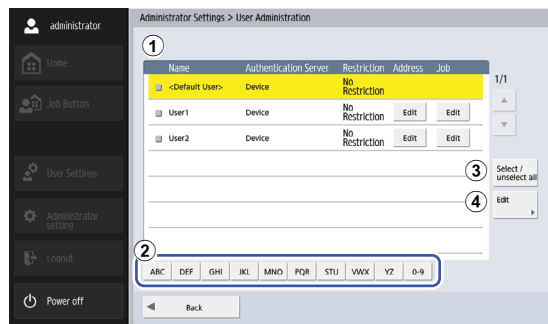 administrator
Home
Job Button
User Settings
Administrator
setting
Logout
Power off
Administrator Settings > User Administration
1
Name Authentication Server Restriction Address Job
<Default User> Device No
Restriction
User1 Device No
Restriction Edit Edit
User2 Device No
Restriction Edit Edit
1/1
3 Select /
unselect all
4 Edit
2
ABC DEF GHI JKL MNO PQR STU VWX YZ 0-9
Back